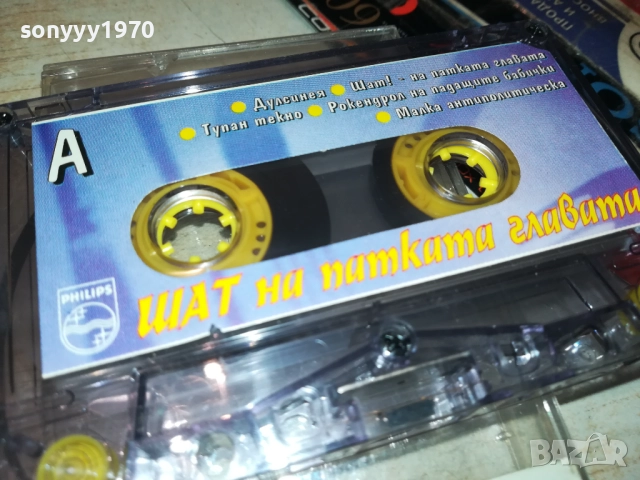 sonyyy1970
A
Дулсинея Шат! - на патката главата
Тупан текно Рокендрол на падащите бабички
Малка антиполитическа
PHILIPS
ШАТ на патката главата
BAZAR